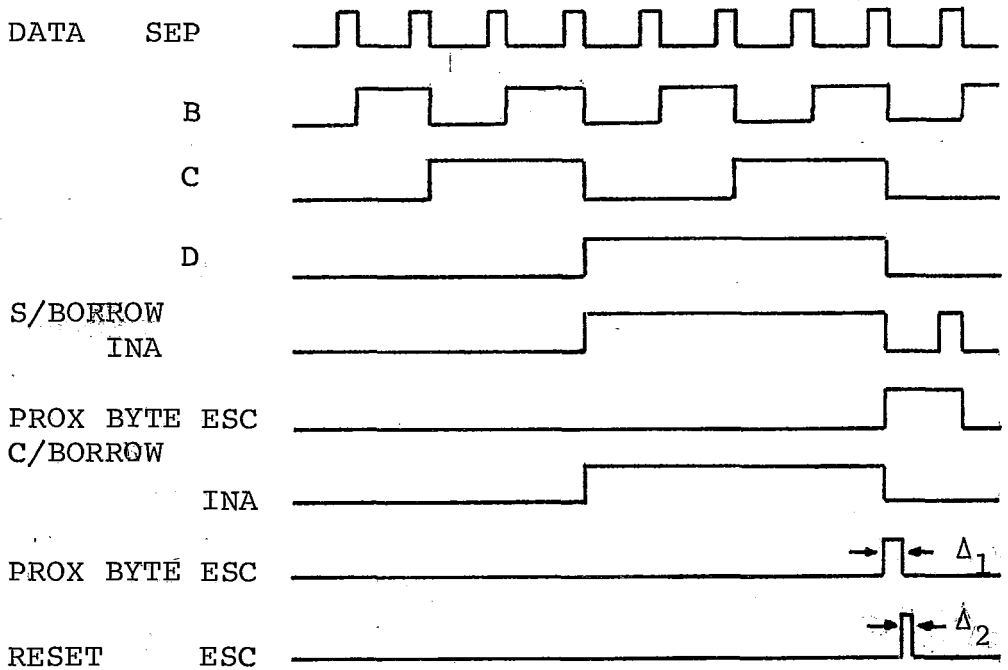 DATA SEP
B
C
D
S/BORROW
INA
PROX BYTE ESC
C/BORROW
INA
PROX BYTE ESC Δ1
RESET ESC Δ2